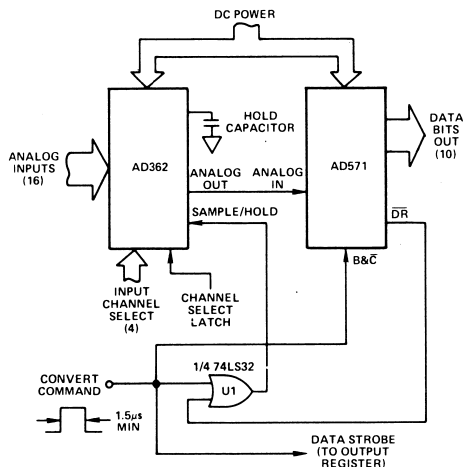 DC POWER
HOLD
CAPACITOR
DATA
BITS
OUT
(10)
AD362
AD571
ANALOG
INPUTS
(16)
ANALOG
OUT
ANALOG
IN
SAMPLE/HOLD
DR
B&C
INPUT
CHANNEL
SELECT
(4)
CHANNEL
SELECT
LATCH
1/4 74LS32
CONVERT
COMMAND
U1
1.5μs
MIN
DATA STROBE
(TO OUTPUT
REGISTER)